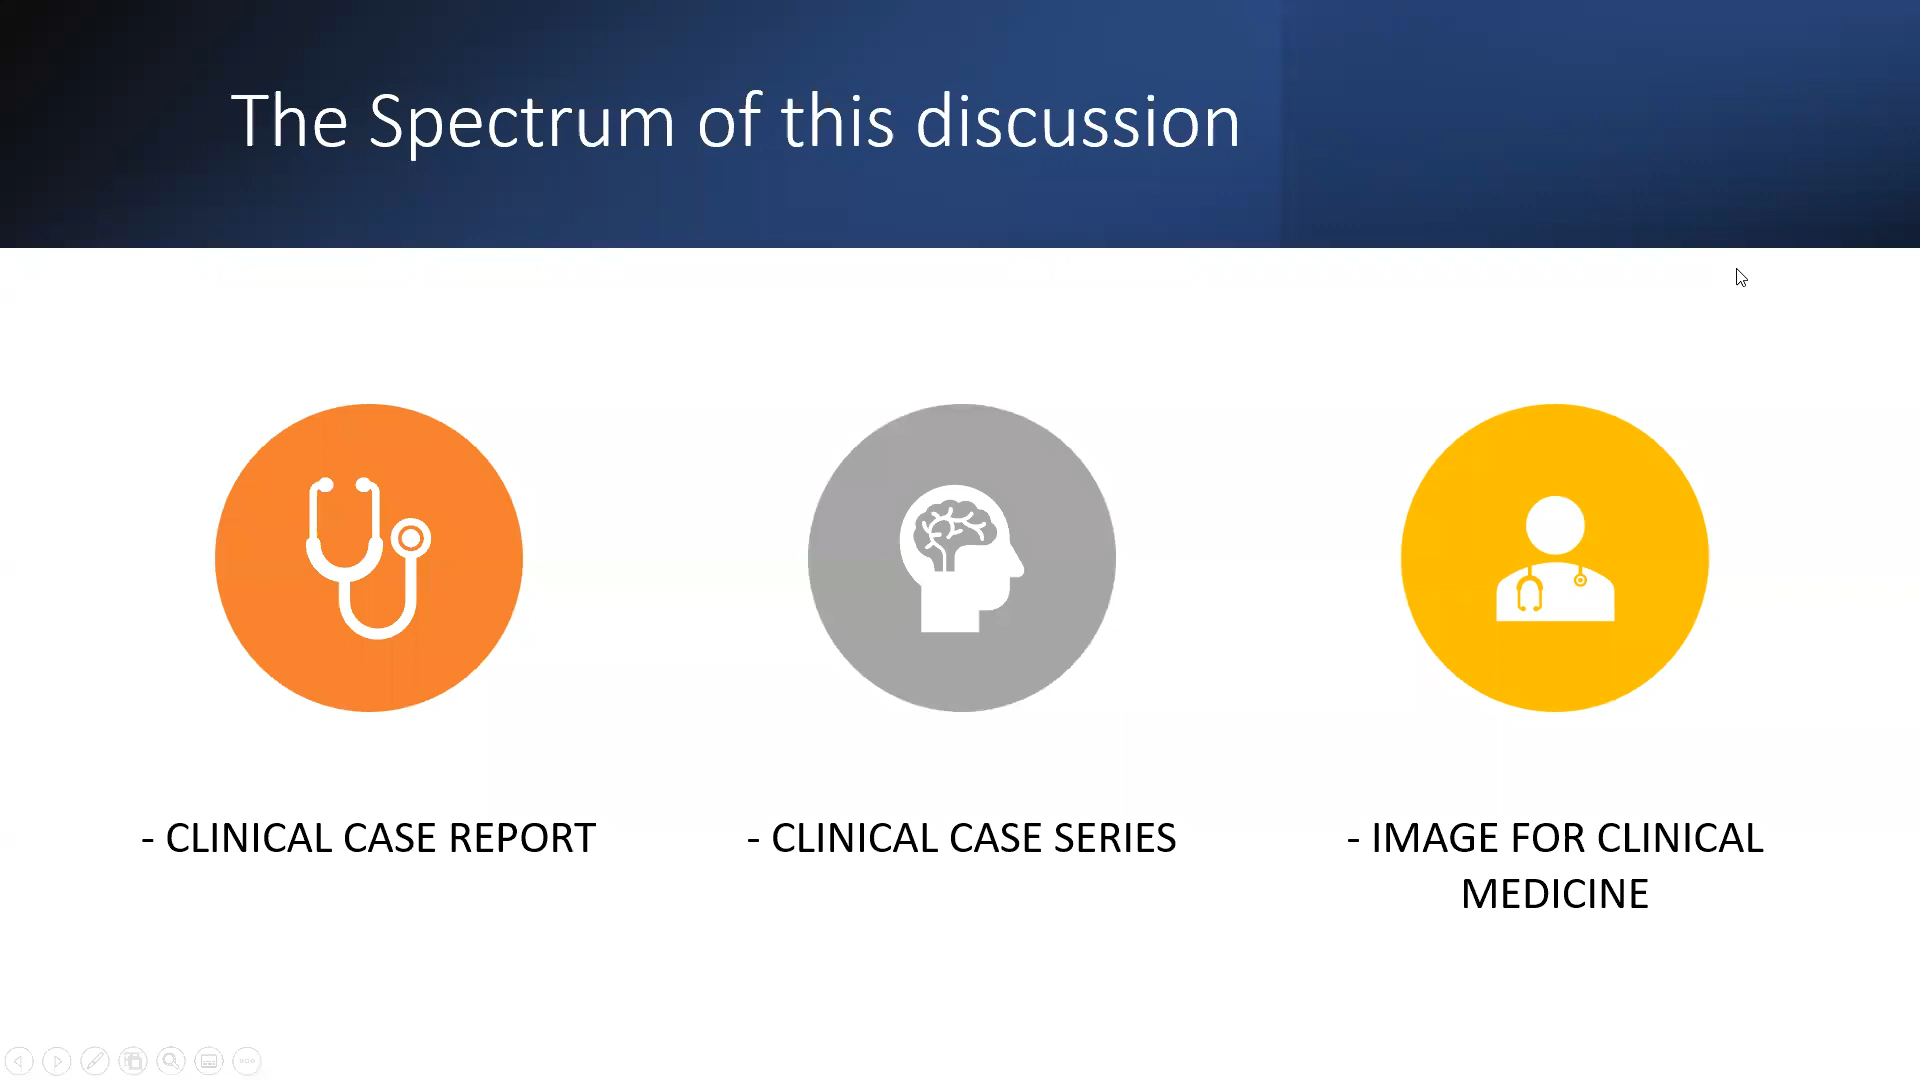 The Spectrum of this discussion
- CLINICAL CASE REPORT
- CLINICAL CASE SERIES
- IMAGE FOR CLINICAL
MEDICINE